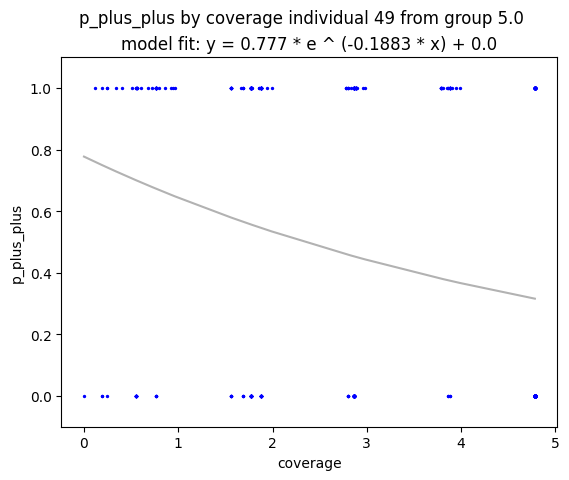 p_plus_plus by coverage individual 49 from group 5.0
model fit: y = 0.777 * e ^ (-0.1883 * x) + 0.0
1.0
0.8
0.6
0.4
0.2
0.0
p_plus_plus
0 1 2 3 4 5
coverage